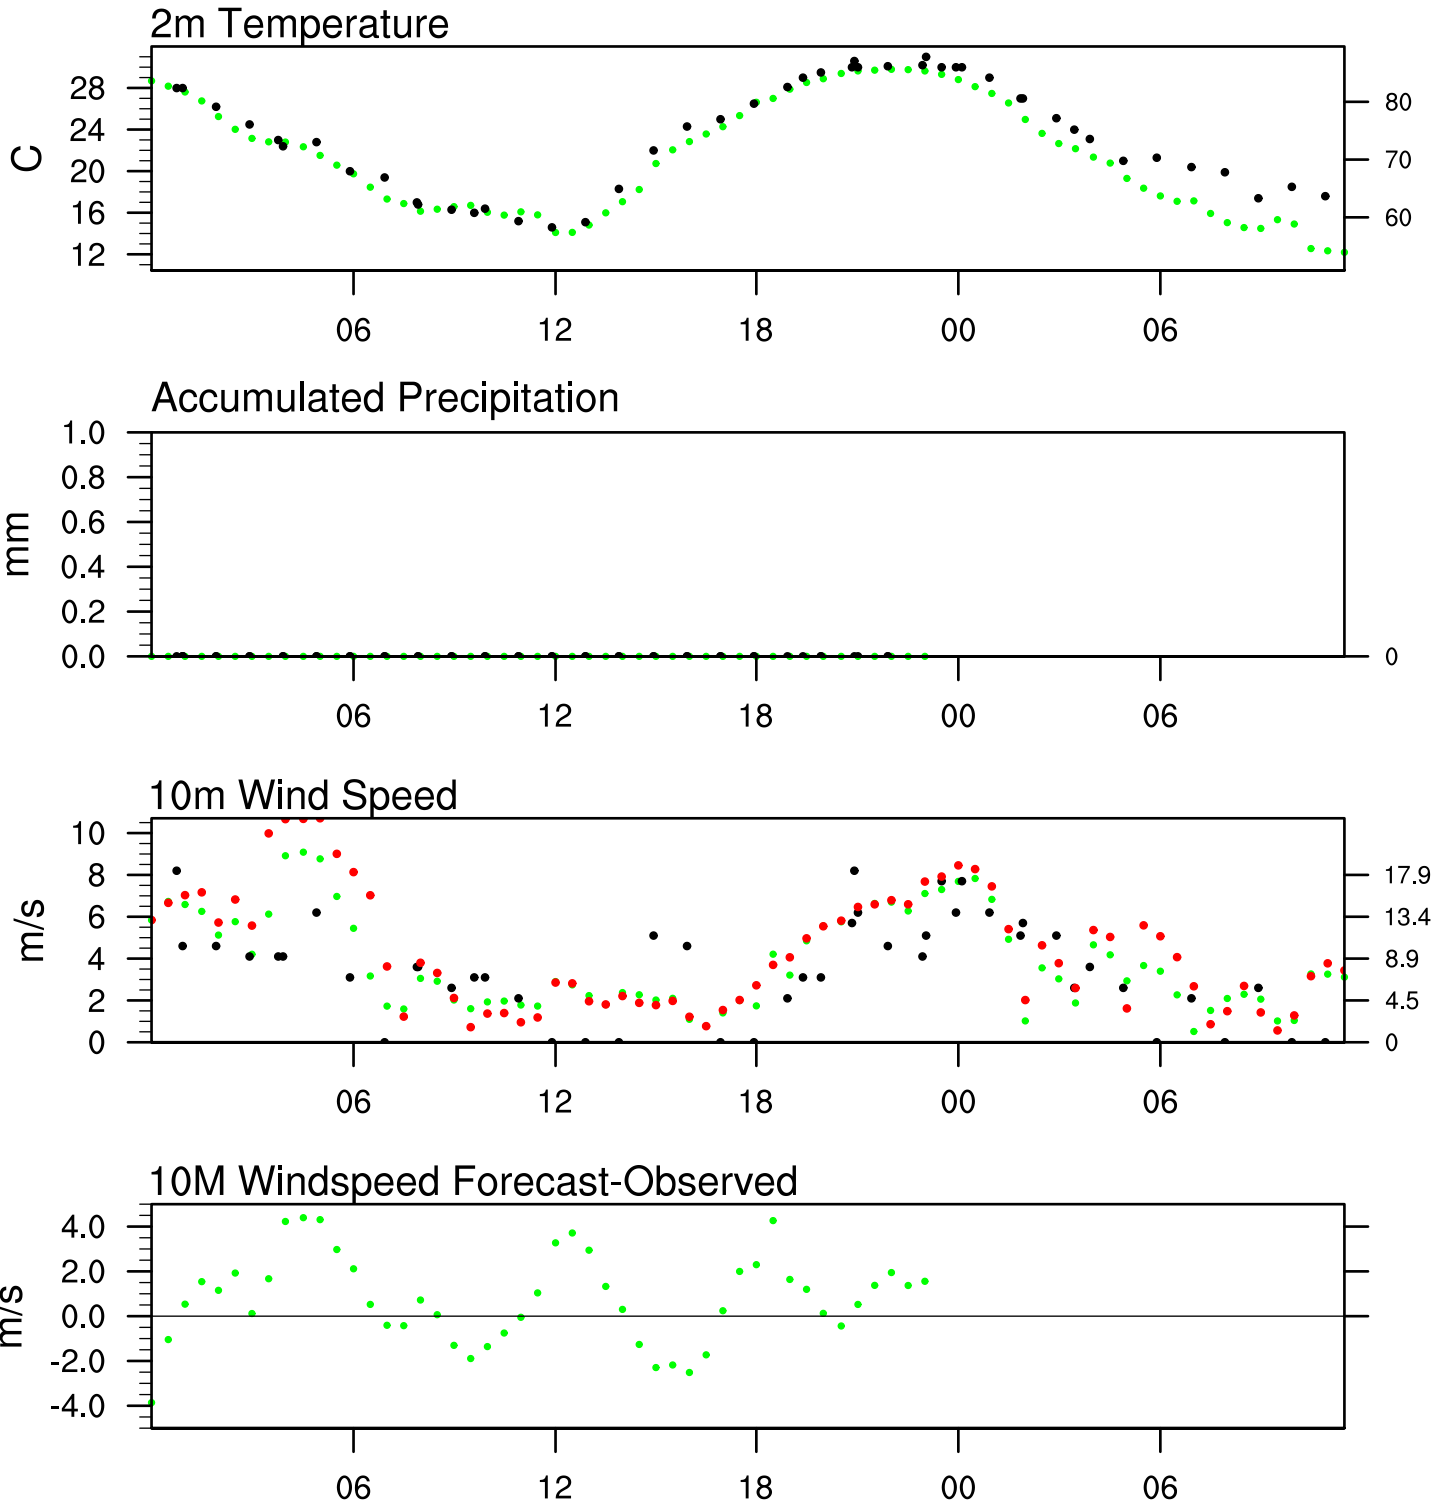 2m Temperature
28
24
20
16
12
C
80
70
60
06 12 18 00 06
Accumulated Precipitation
1.0
0.8
0.6
0.4
0.2
0.0
mm
0
06 12 18 00 06
10m Wind Speed
10
8
6
4
2
0
m/s
17.9
13.4
8.9
4.5
0
06 12 18 00 06
10M Windspeed Forecast-Observed
4.0
2.0
0.0
-2.0
-4.0
m/s
06 12 18 00 06